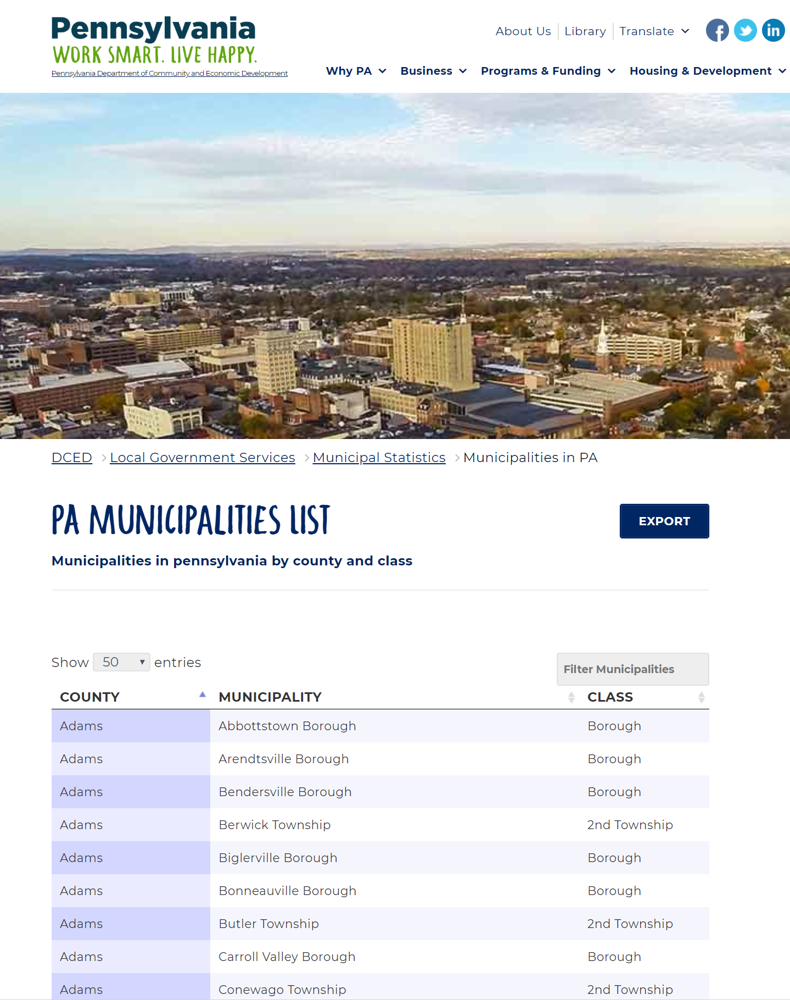 Pennsylvania
WORK SMART. LIVE HAPPY.
Pennsylvania Department of Community and Economic Development
About Us Library Translate
Why PA Business Programs & Funding Housing & Development
DCED Local Government Services Municipal Statistics Municipalities in PA
PA MUNICIPALITIES LIST
EXPORT
Municipalities in pennsylvania by county and class
Show 50 entries
Filter Municipalities
COUNTY MUNICIPALITY CLASS
Adams Abbottstown Borough Borough
Adams Arendtsville Borough Borough
Adams Bendersville Borough Borough
Adams Berwick Township 2nd Township
Adams Biglerville Borough Borough
Adams Bonneauville Borough Borough
Adams Butler Township 2nd Township
Adams Carroll Valley Borough Borough
Adams Conewago Township 2nd Township